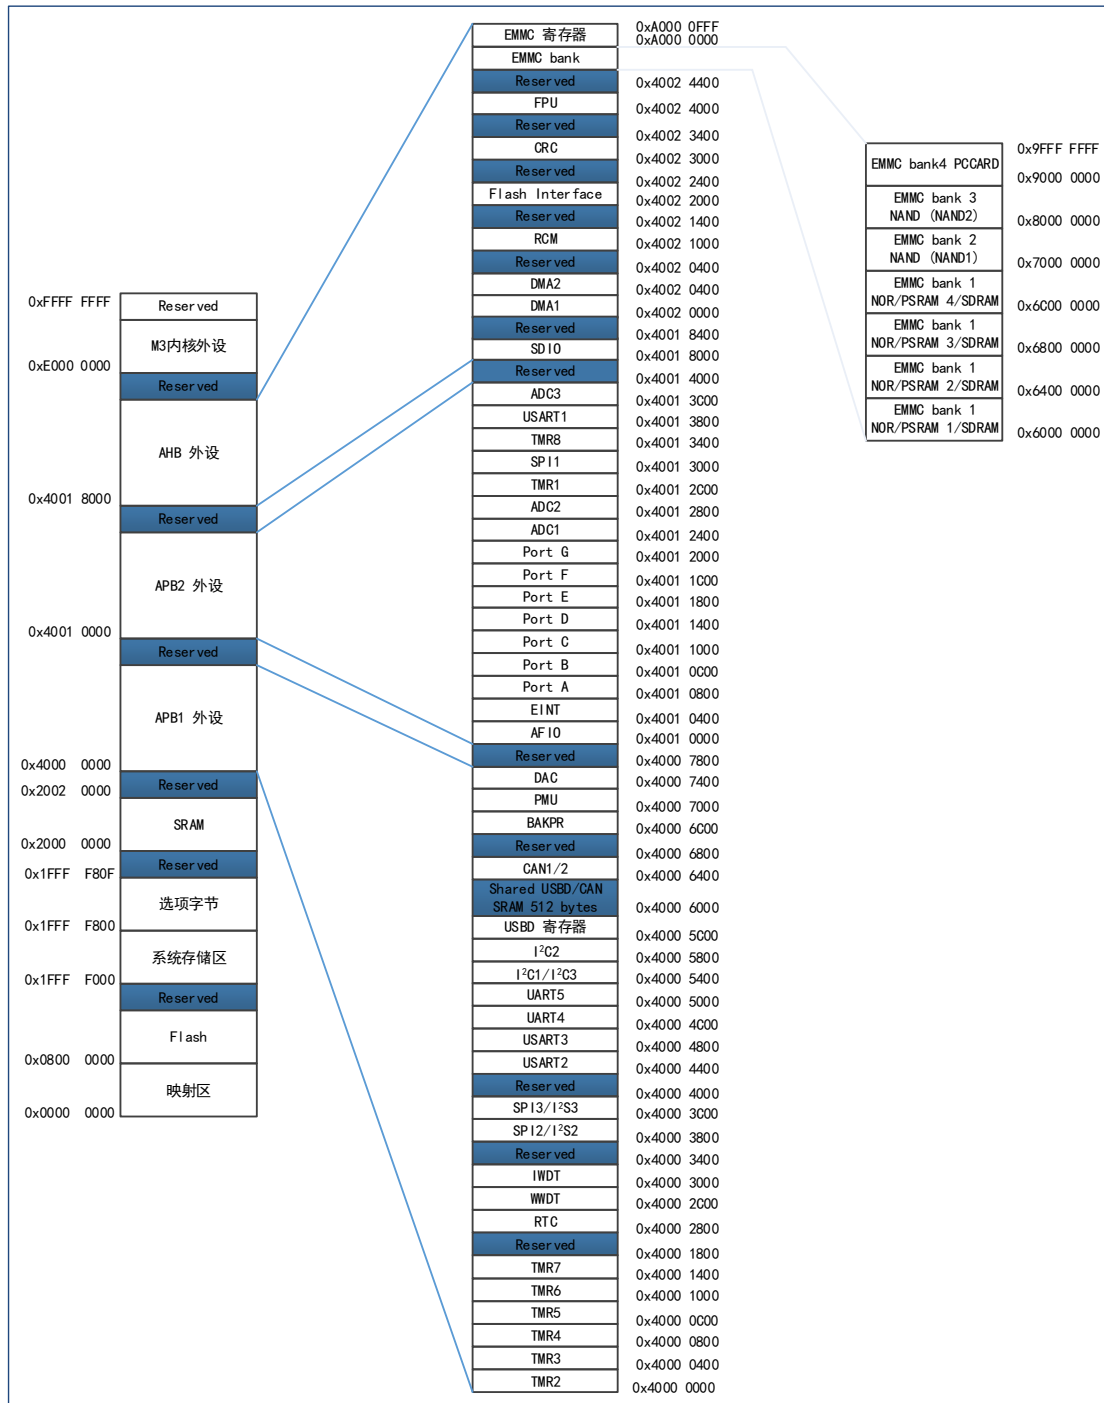 0xFFFF FFFF
Reserved
M3内核外设
0xE000 0000
Reserved
AHB 外设
0x4001 8000
Reserved
APB2 外设
0x4001 0000
Reserved
APB1 外设
0x4000 0000
Reserved
0x2002 0000
SRAM
0x2000 0000
Reserved
0x1FFF F80F
选项字节
0x1FFF F800
系统存储区
0x1FFF F000
Reserved
Flash
0x0800 0000
映射区
0x0000 0000
EMMC 寄存器
0xA000 0FFF
0xA000 0000
EMMC bank
Reserved
0x4002 4400
FPU
0x4002 4000
Reserved
0x4002 3400
CRC
0x4002 3000
Reserved
0x4002 2400
Flash Interface
0x4002 2000
Reserved
0x4002 1400
RCM
0x4002 1000
Reserved
0x4002 0400
DMA2
0x4002 0400
DMA1
0x4002 0000
Reserved
0x4001 8400
SDIO
0x4001 8000
Reserved
0x4001 4000
ADC3
0x4001 3C00
USART1
0x4001 3800
TMR8
0x4001 3400
SPI1
0x4001 3000
TMR1
0x4001 2C00
ADC2
0x4001 2800
ADC1
0x4001 2400
Port G
0x4001 2000
Port F
0x4001 1C00
Port E
0x4001 1800
Port D
0x4001 1400
Port C
0x4001 1000
Port B
0x4001 0C00
Port A
0x4001 0800
EINT
0x4001 0400
AFIO
0x4001 0000
Reserved
0x4000 7800
DAC
0x4000 7400
PMU
0x4000 7000
BAKPR
0x4000 6C00
Reserved
0x4000 6800
CAN1/2
0x4000 6400
Shared USBD/CAN
SRAM 512 bytes
0x4000 6000
USBD 寄存器
0x4000 5C00
I²C2
0x4000 5800
I²C1/I²C3
0x4000 5400
UART5
0x4000 5000
UART4
0x4000 4C00
USART3
0x4000 4800
USART2
0x4000 4400
Reserved
0x4000 4000
SPI3/I²S3
0x4000 3C00
SPI2/I²S2
0x4000 3800
Reserved
0x4000 3400
IWDT
0x4000 3000
WWDT
0x4000 2C00
RTC
0x4000 2800
Reserved
0x4000 1800
TMR7
0x4000 1400
TMR6
0x4000 1000
TMR5
0x4000 0C00
TMR4
0x4000 0800
TMR3
0x4000 0400
TMR2
0x4000 0000
0x9FFF FFFF
EMMC bank4 PCCARD
0x9000 0000
EMMC bank 3
NAND (NAND2)
0x8000 0000
EMMC bank 2
NAND (NAND1)
0x7000 0000
EMMC bank 1
NOR/PSRAM 4/SDRAM
0x6C00 0000
EMMC bank 1
NOR/PSRAM 3/SDRAM
0x6800 0000
EMMC bank 1
NOR/PSRAM 2/SDRAM
0x6400 0000
EMMC bank 1
NOR/PSRAM 1/SDRAM
0x6000 0000